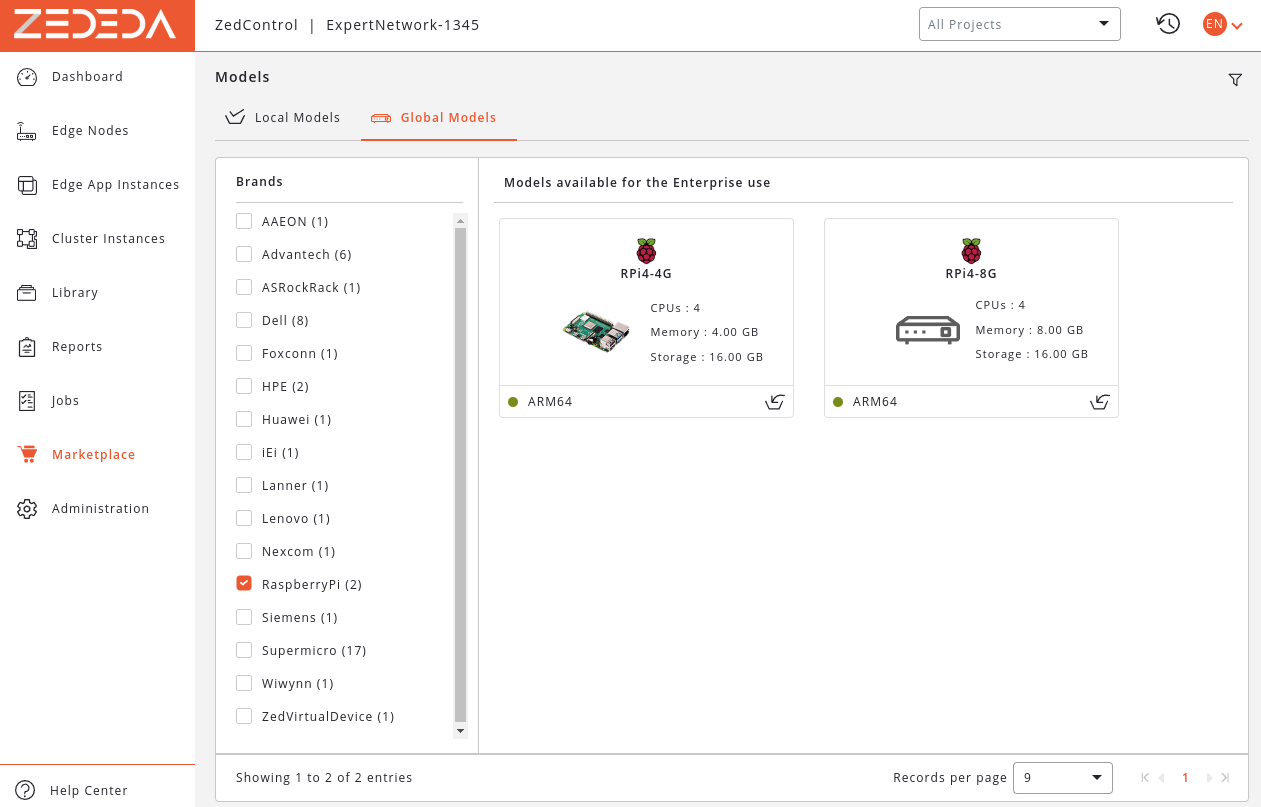 ZEDEDA
ZedControl | ExpertNetwork-1345
All Projects
EN
Dashboard
Edge Nodes
Edge App Instances
Cluster Instances
Library
Reports
Jobs
Marketplace
Administration
Help Center
Models
Local Models
Global Models
Brands
AAEON (1)
Advantech (6)
ASRockRack (1)
Dell (8)
Foxconn (1)
HPE (2)
Huawei (1)
iEi (1)
Lanner (1)
Lenovo (1)
Nexcom (1)
RaspberryPi (2)
Siemens (1)
Supermicro (17)
Wiwynn (1)
ZedVirtualDevice (1)
Models available for the Enterprise use
RPi4-4G
CPUs : 4
Memory : 4.00 GB
Storage : 16.00 GB
ARM64
RPi4-8G
CPUs : 4
Memory : 8.00 GB
Storage : 16.00 GB
ARM64
Showing 1 to 2 of 2 entries
Records per page 9
1